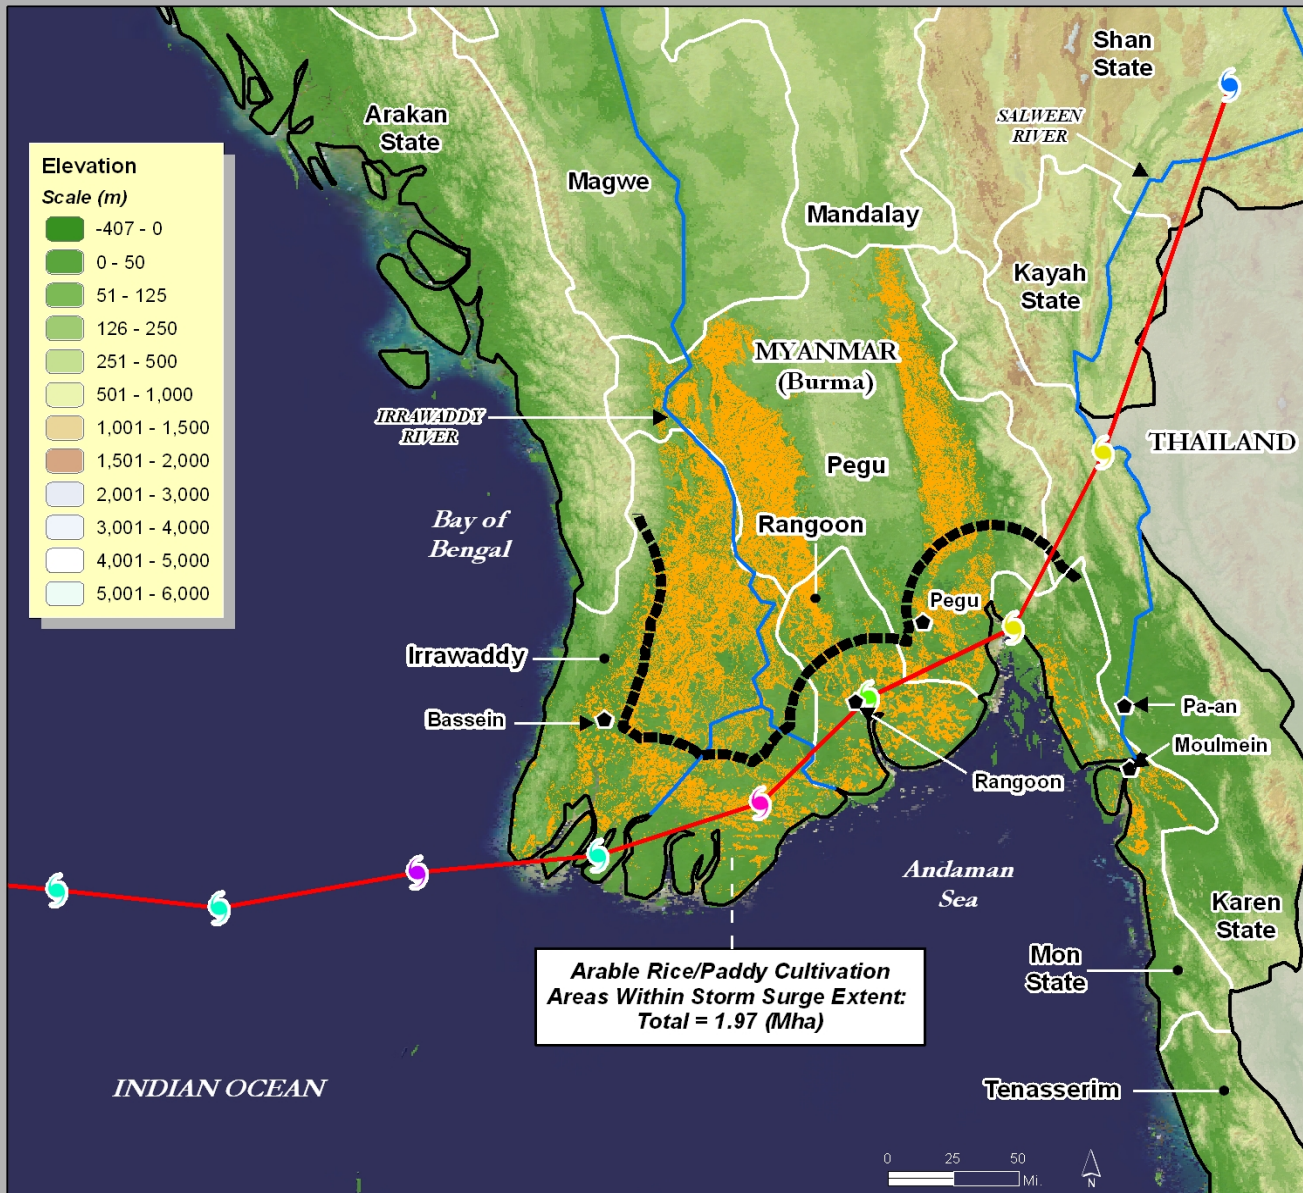 Shan
State
SALWEEN
RIVER
Arakan
State
Magwe
Mandalay
Kayah
State
Elevation
Scale (m)
-407 - 0
0 - 50
51 - 125
126 - 250
251 - 500
501 - 1,000
1,001 - 1,500
1,501 - 2,000
2,001 - 3,000
3,001 - 4,000
4,001 - 5,000
5,001 - 6,000
MYANMAR
(Burma)
IRRAWADDY
RIVER
THAILAND
Pegu
Bay of
Bengal
Rangoon
Pegu
Irrawaddy
Bassein
Pa-an
Moulmein
Rangoon
Andaman
Sea
Karen
State
Mon
State
Arable Rice/Paddy Cultivation
Areas Within Storm Surge Extent:
Total = 1.97 (Mha)
INDIAN OCEAN
Tenasserim
0 25 50
Mi.
N